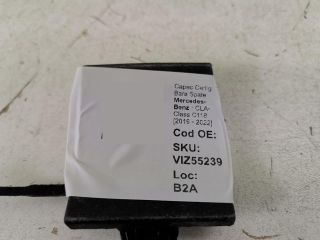 Capac Carlig
Bara Spate
Mercedes-
Benz - CLA-
Class C118
[2019 - 2022]
Cod OE:
SKU:
VIZ55239
Loc:
B2A